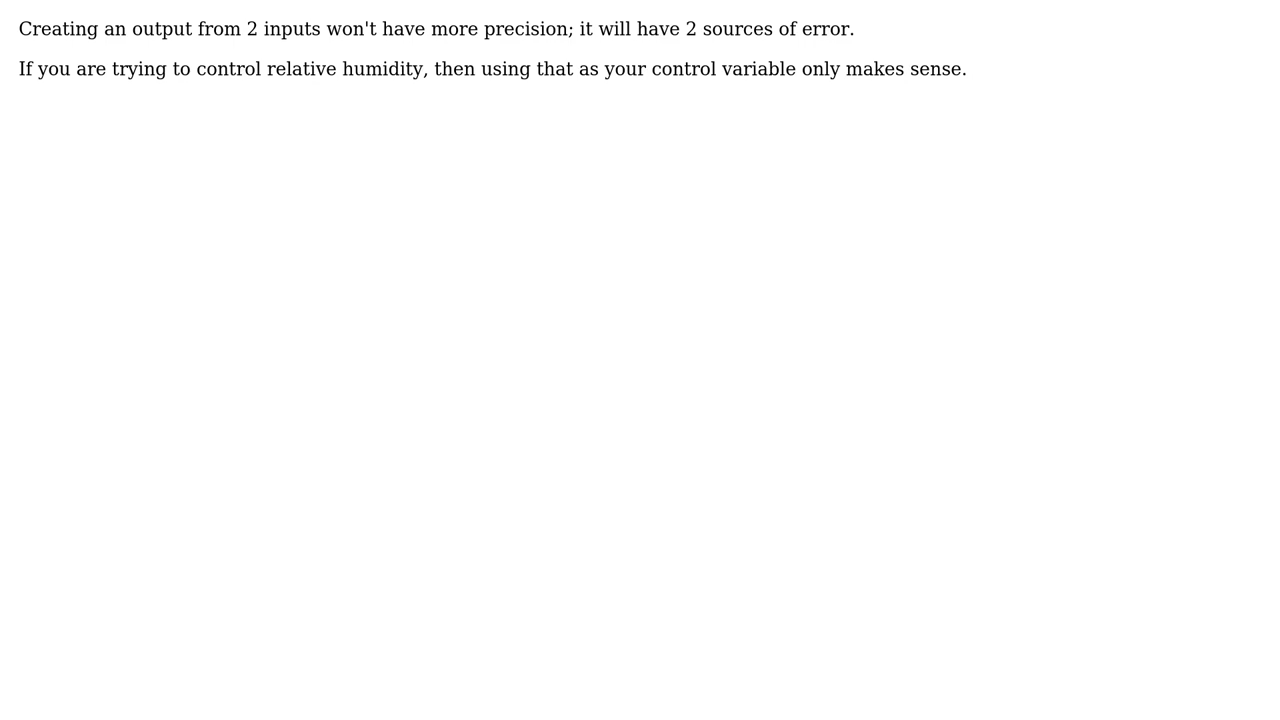 Creating an output from 2 inputs won't have more precision; it will have 2 sources of error.
If you are trying to control relative humidity, then using that as your control variable only makes sense.